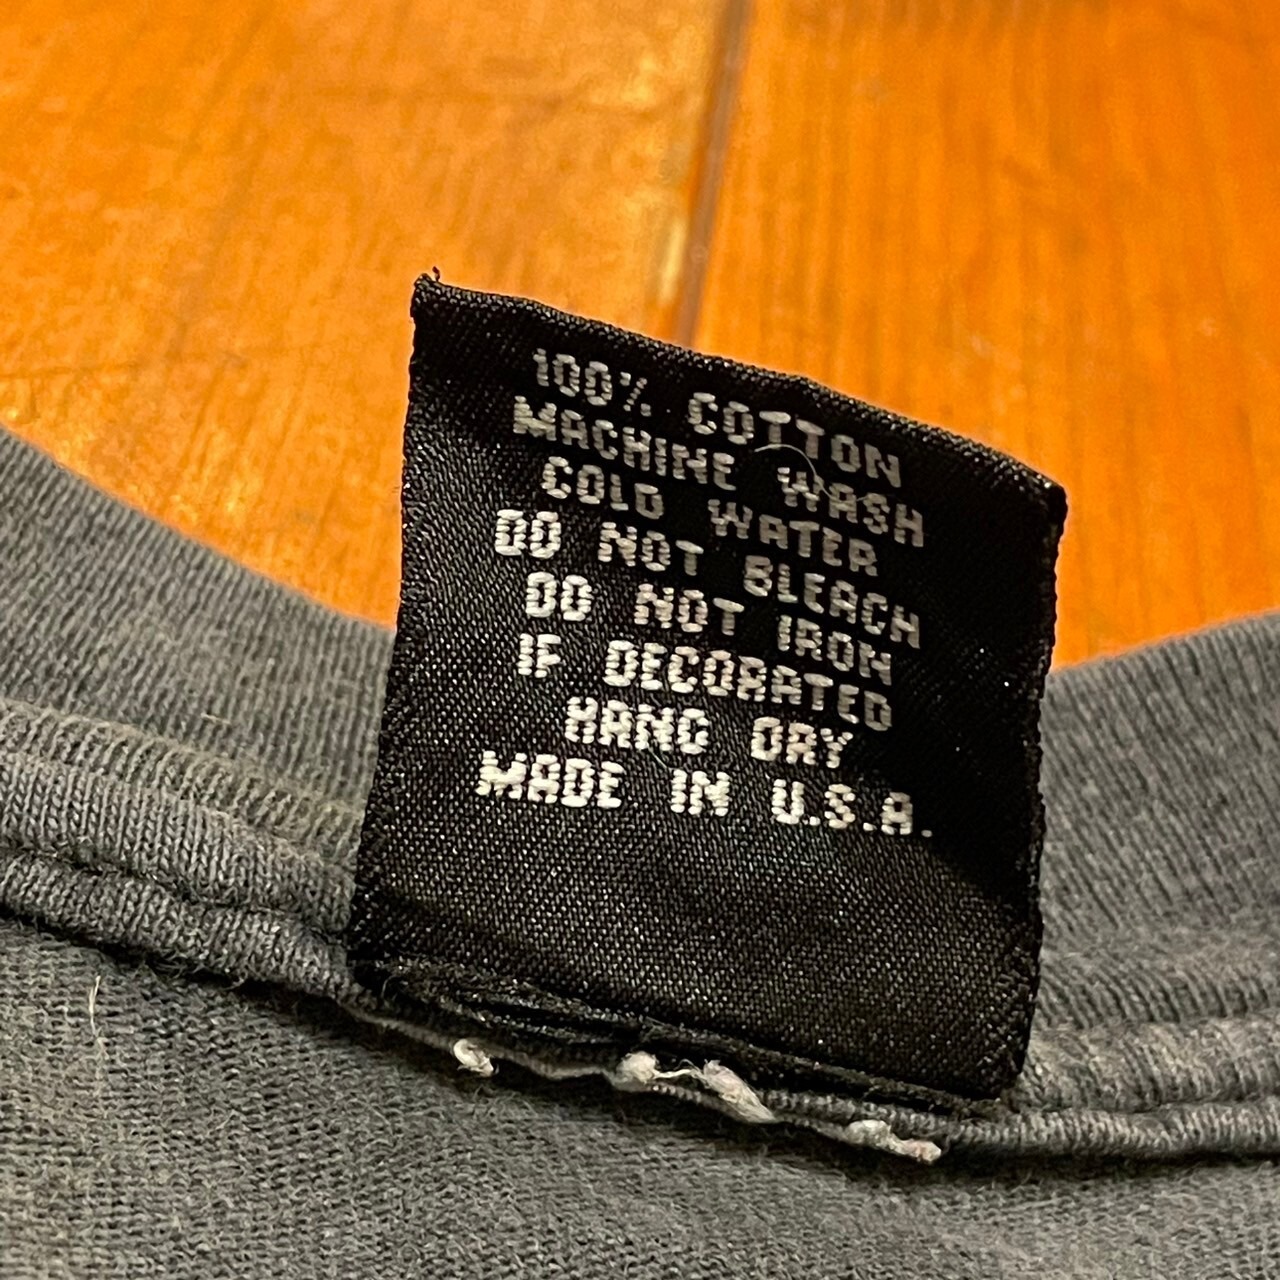 100% COTTON
MACHINE WASH
COLD WATER
DO NOT BLEACH
DO NOT IRON
IF DECORATED
HANG DRY
MADE IN U.S.A.